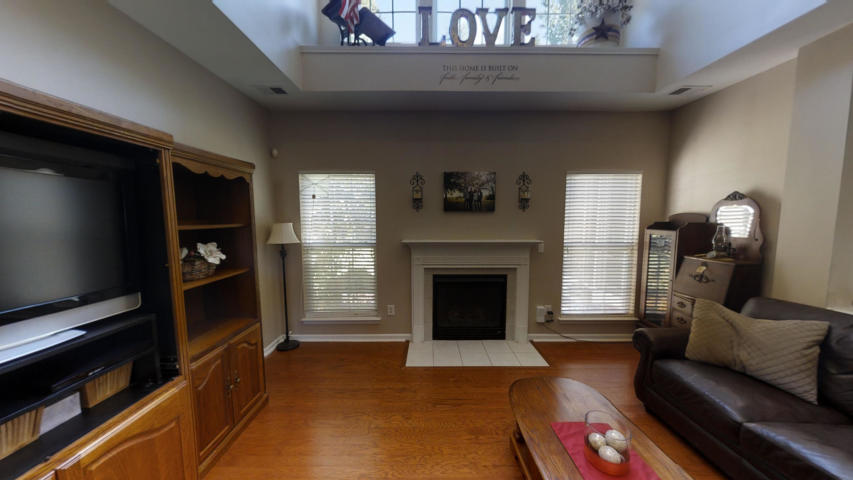 LOVE
THIS HOME IS BUILT ON
faith, family & friends